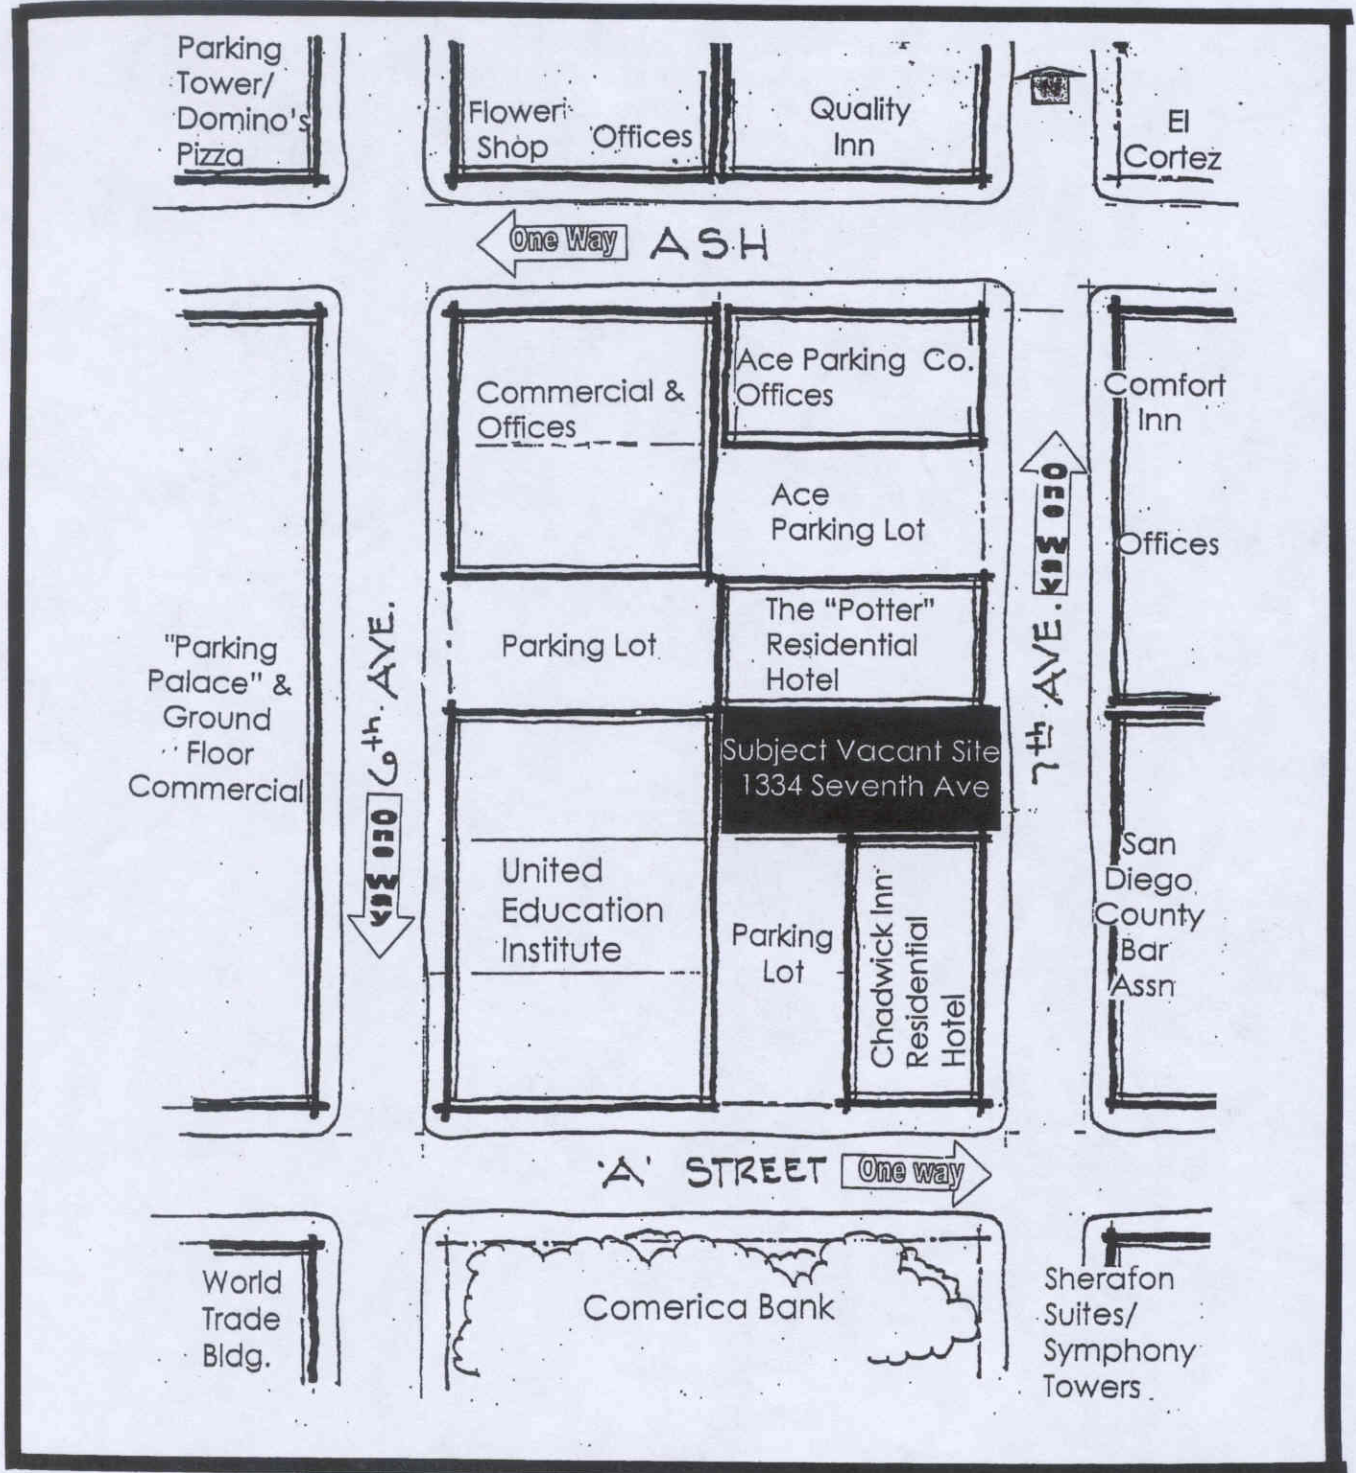 Parking
Tower/
Domino's
Pizza
Flower
Shop
Offices
Quality
Inn
N
El
Cortez
One Way
ASH
Commercial &
Offices
Ace Parking Co.
Offices
Comfort
Inn
Ace
Parking Lot
One Way
Offices
7th AVE.
"Parking
Palace" &
Ground
Floor
Commercial
6th AVE.
One Way
Parking Lot
The "Potter"
Residential
Hotel
Subject Vacant Site
1334 Seventh Ave
United
Education
Institute
Parking
Lot
Chadwick Inn
Residential
Hotel
San
Diego
County
Bar
Assn
'A' STREET
One way
World
Trade
Bldg.
Comerica Bank
Sherafon
Suites/
Symphony
Towers